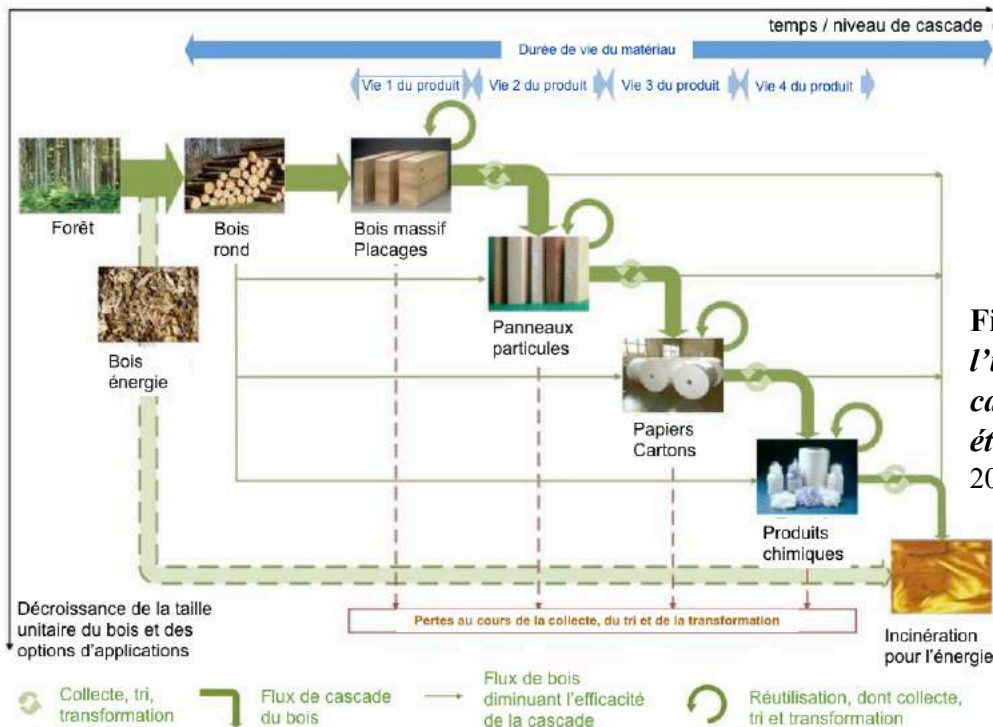 temps / niveau de cascade
Durée de vie du matériau
Vie 1 du produit
Vie 2 du produit
Vie 3 du produit
Vie 4 du produit
Forêt
Bois
rond
Bois massif
Placages
Bois
énergie
Panneaux
particules
Papiers
Cartons
Produits
chimiques
Incinération
pour l'énergie
Pertes au cours de la collecte, du tri et de la transformation
Décroissance de la taille
unitaire du bois et des
options d'applications
Collecte, tri,
transformation
Flux de cascade
du bois
Flux de bois
diminuant l'efficacité
de la cascade
Réutilisation, dont collecte,
tri et transformation
Fi
l'
ca
ét
20